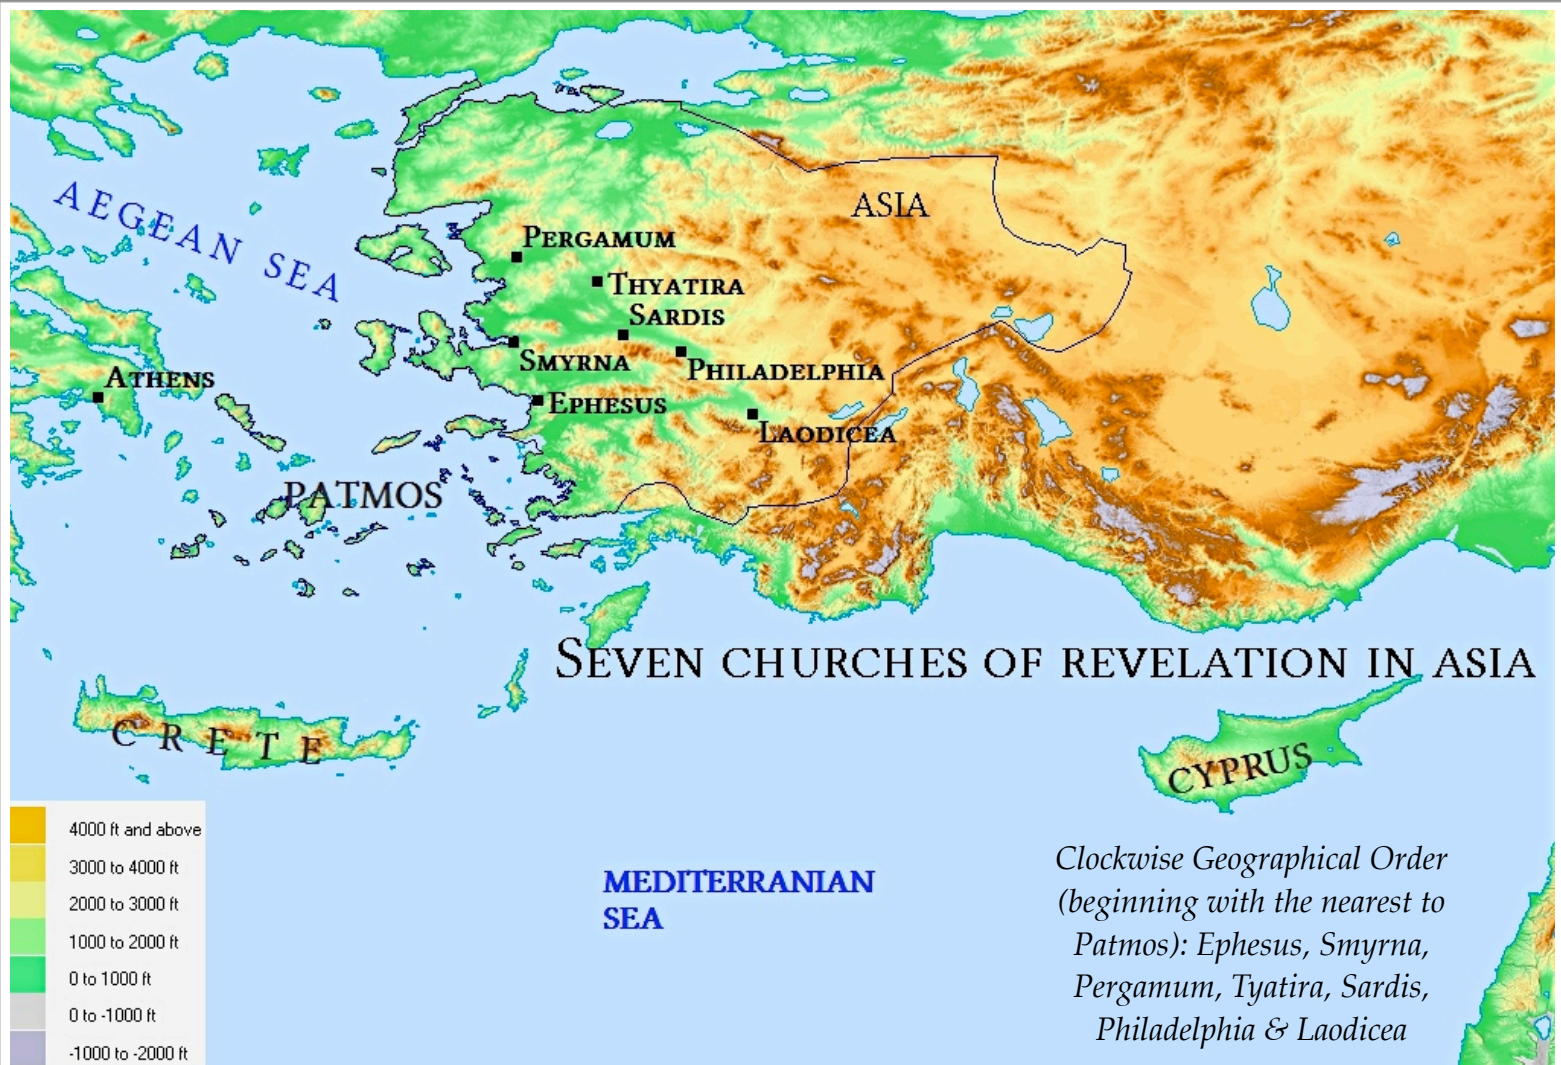 AEGEAN SEA
ASIA
PERGAMUM
THYATIRA
SARDIS
SMYRNA
PHILADELPHIA
ATHENS
EPHESUS
LAODICEA
PATMOS
SEVEN CHURCHES OF REVELATION IN ASIA
CRETE
CYPRUS
4000 ft and above
3000 to 4000 ft
2000 to 3000 ft
1000 to 2000 ft
0 to 1000 ft
0 to -1000 ft
-1000 to -2000 ft
MEDITERRANIAN
SEA
Clockwise Geographical Order
(beginning with the nearest to
Patmos): Ephesus, Smyrna,
Pergamum, Tyatira, Sardis,
Philadelphia & Laodicea